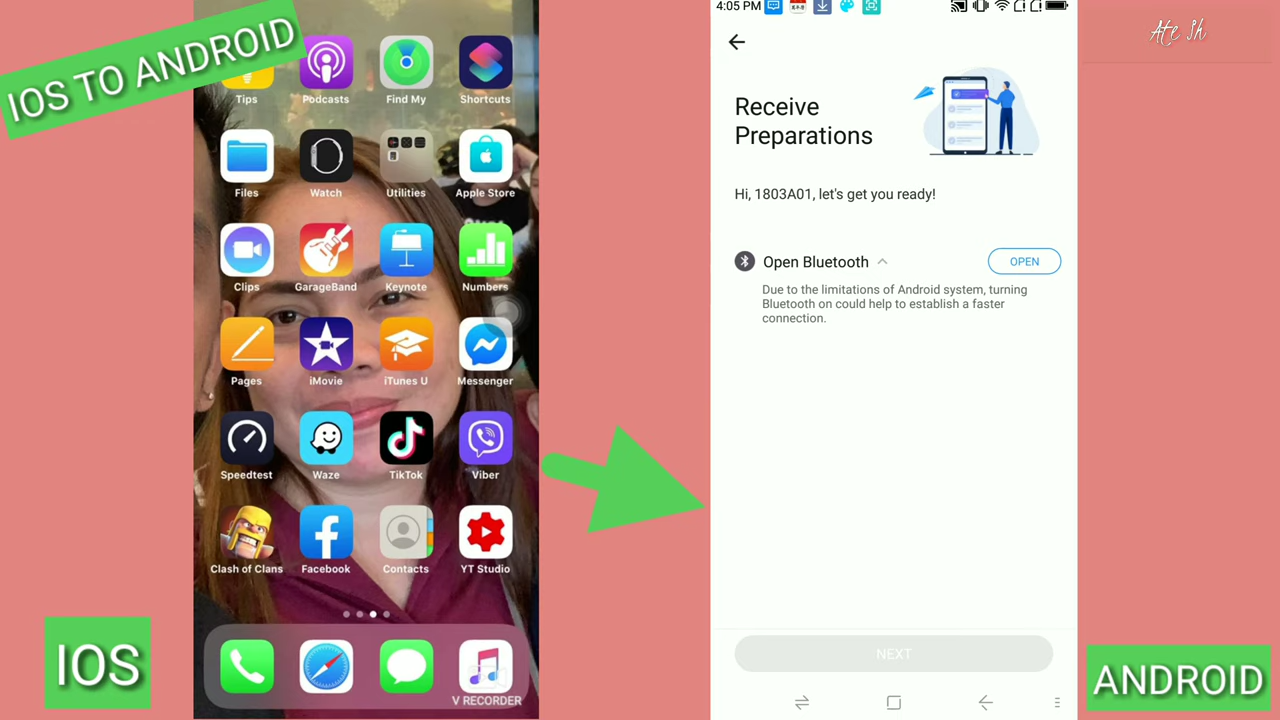 IOS TO ANDROID
Tips
Podcasts
Find My
Shortcuts
Files
Watch
Utilities
Apple Store
Clips
GarageBand
Keynote
Numbers
Pages
iMovie
iTunes U
Messenger
Speedtest
Waze
TikTok
Viber
Clash of Clans
Facebook
Contacts
YT Studio
V RECORDER
IOS
4:05 PM
Receive
Preparations
Hi, 1803A01, let's get you ready!
Open Bluetooth
OPEN
Due to the limitations of Android system, turning
Bluetooth on could help to establish a faster
connection.
NEXT
Ate Sh
ANDROID